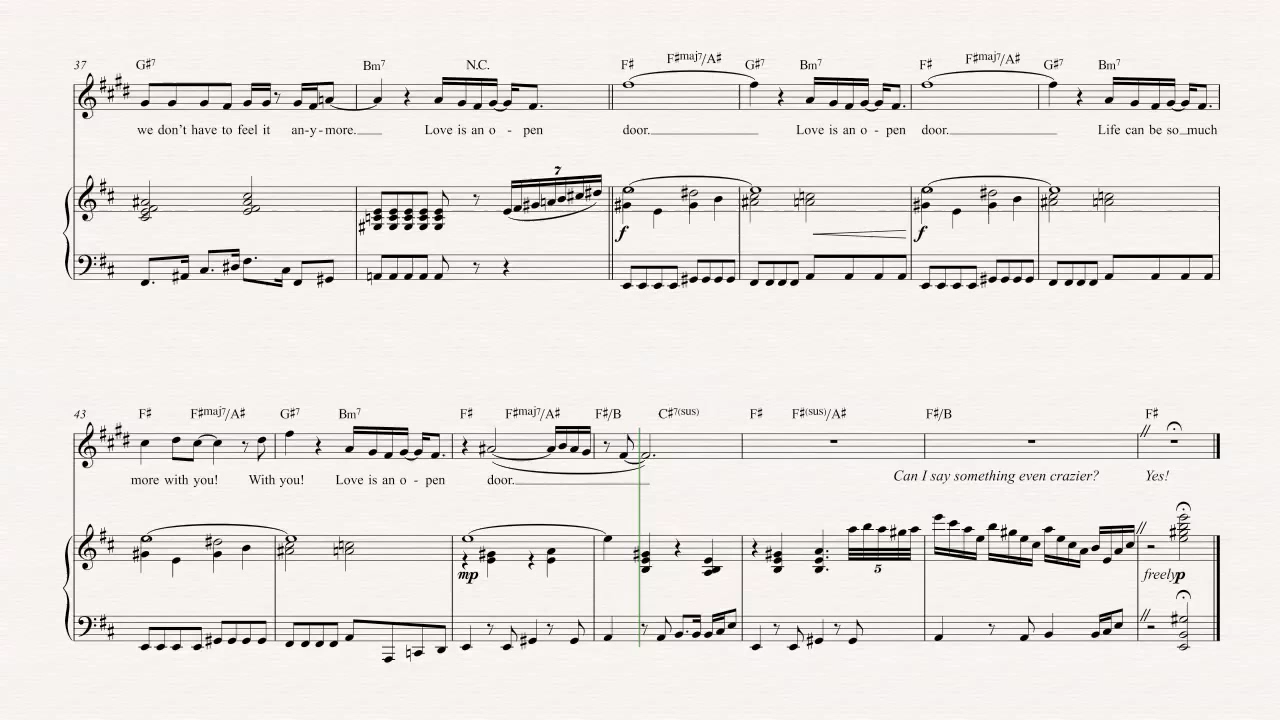 37 G♯7 Bm7 N.C. F♯ F♯maj7/A♯ G♯7 Bm7 F♯ F♯maj7/A♯ G♯7 Bm7
we don't have to feel it an-y-more. Love is an o - pen door. Love is an o - pen door. Life can be so much
7
f f
43 F♯ F♯maj7/A♯ G♯7 Bm7 F♯ F♯maj7/A♯ F♯/B C♯7(sus) F♯ F♯(sus)/A♯ F♯/B F♯
more with you! With you! Love is an o - pen door. Can I say something even crazier? Yes!
mp 5 freely p